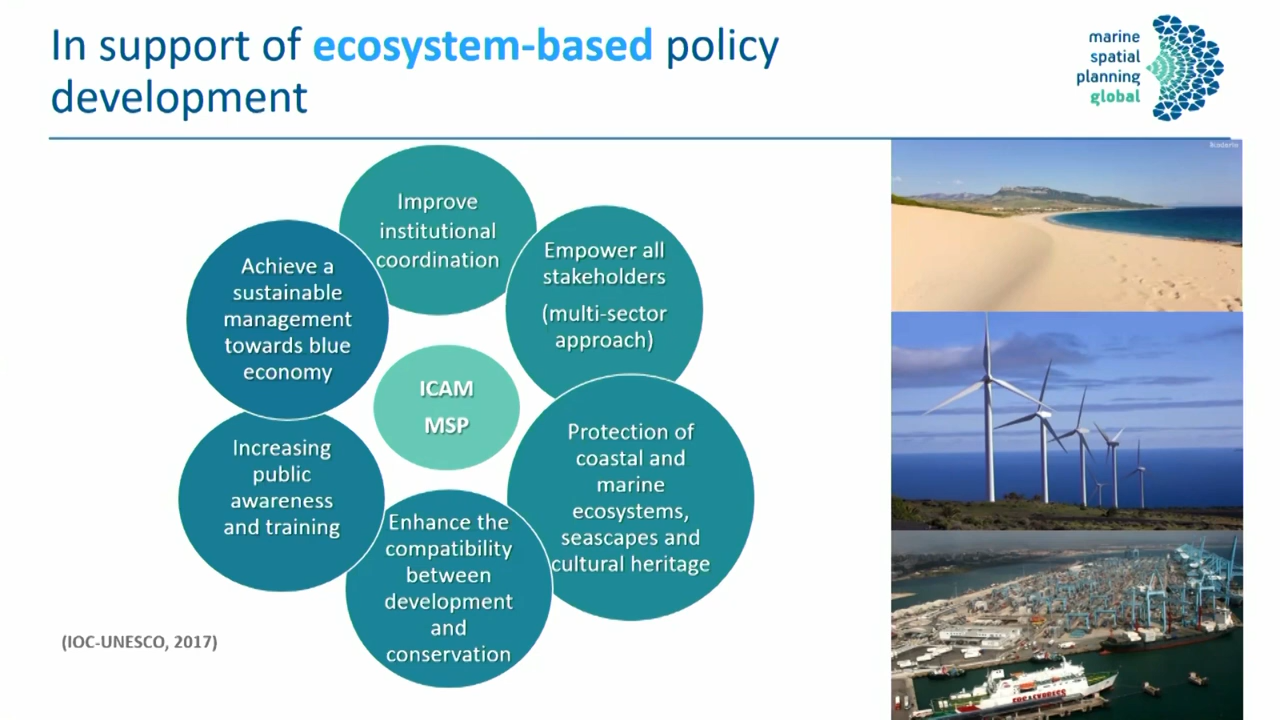 In support of ecosystem-based policy
development
marine
spatial
planning
global
Improve
institutional
coordination
Empower all
stakeholders
(multi-sector
approach)
Protection of
coastal and
marine
ecosystems,
seascapes and
cultural heritage
Enhance the
compatibility
between
development
and
conservation
Increasing
public
awareness
and training
Achieve a
sustainable
management
towards blue
economy
ICAM
MSP
(IOC-UNESCO, 2017)